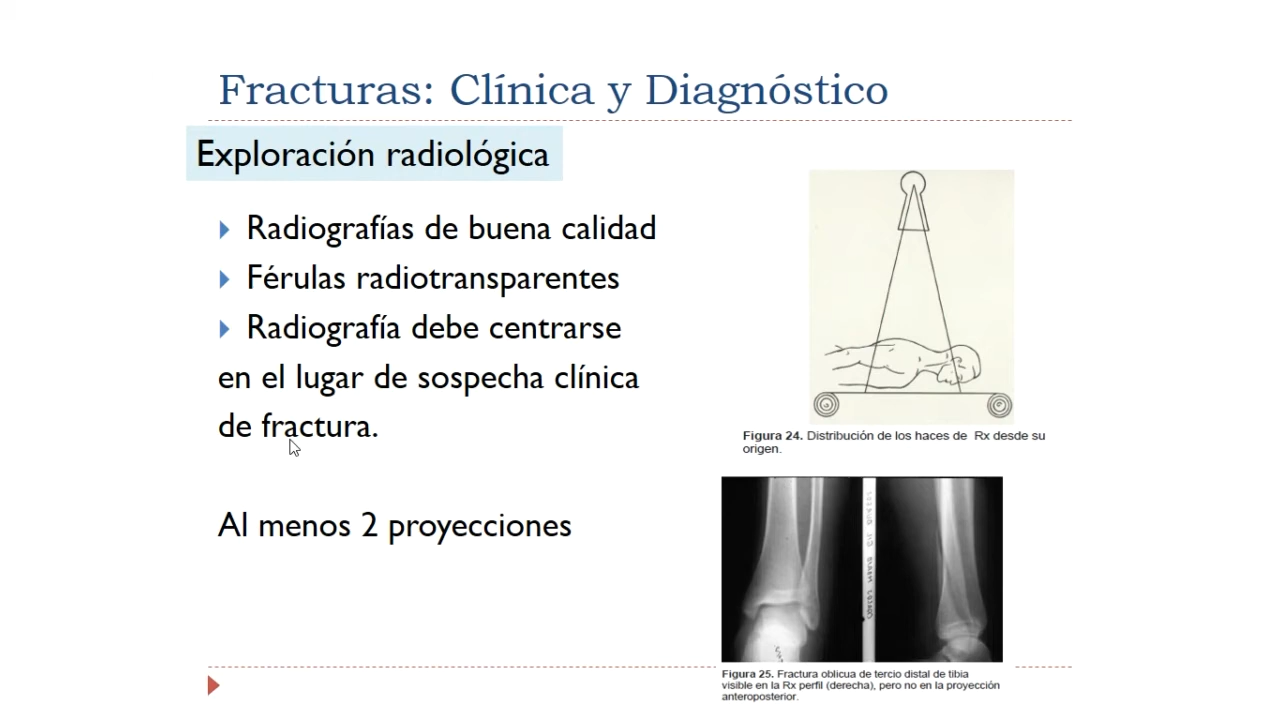 Fracturas: Clínica y Diagnóstico
Exploración radiológica
Radiografías de buena calidad
Férulas radiotransparentes
Radiografía debe centrarse
en el lugar de sospecha clínica
de fractura.
Al menos 2 proyecciones
Figura 24. Distribución de los haces de Rx desde su
origen.
Figura 25. Fractura oblicua de tercio distal de tibia
visible en la Rx perfil (derecha), pero no en la proyección
anteroposterior.